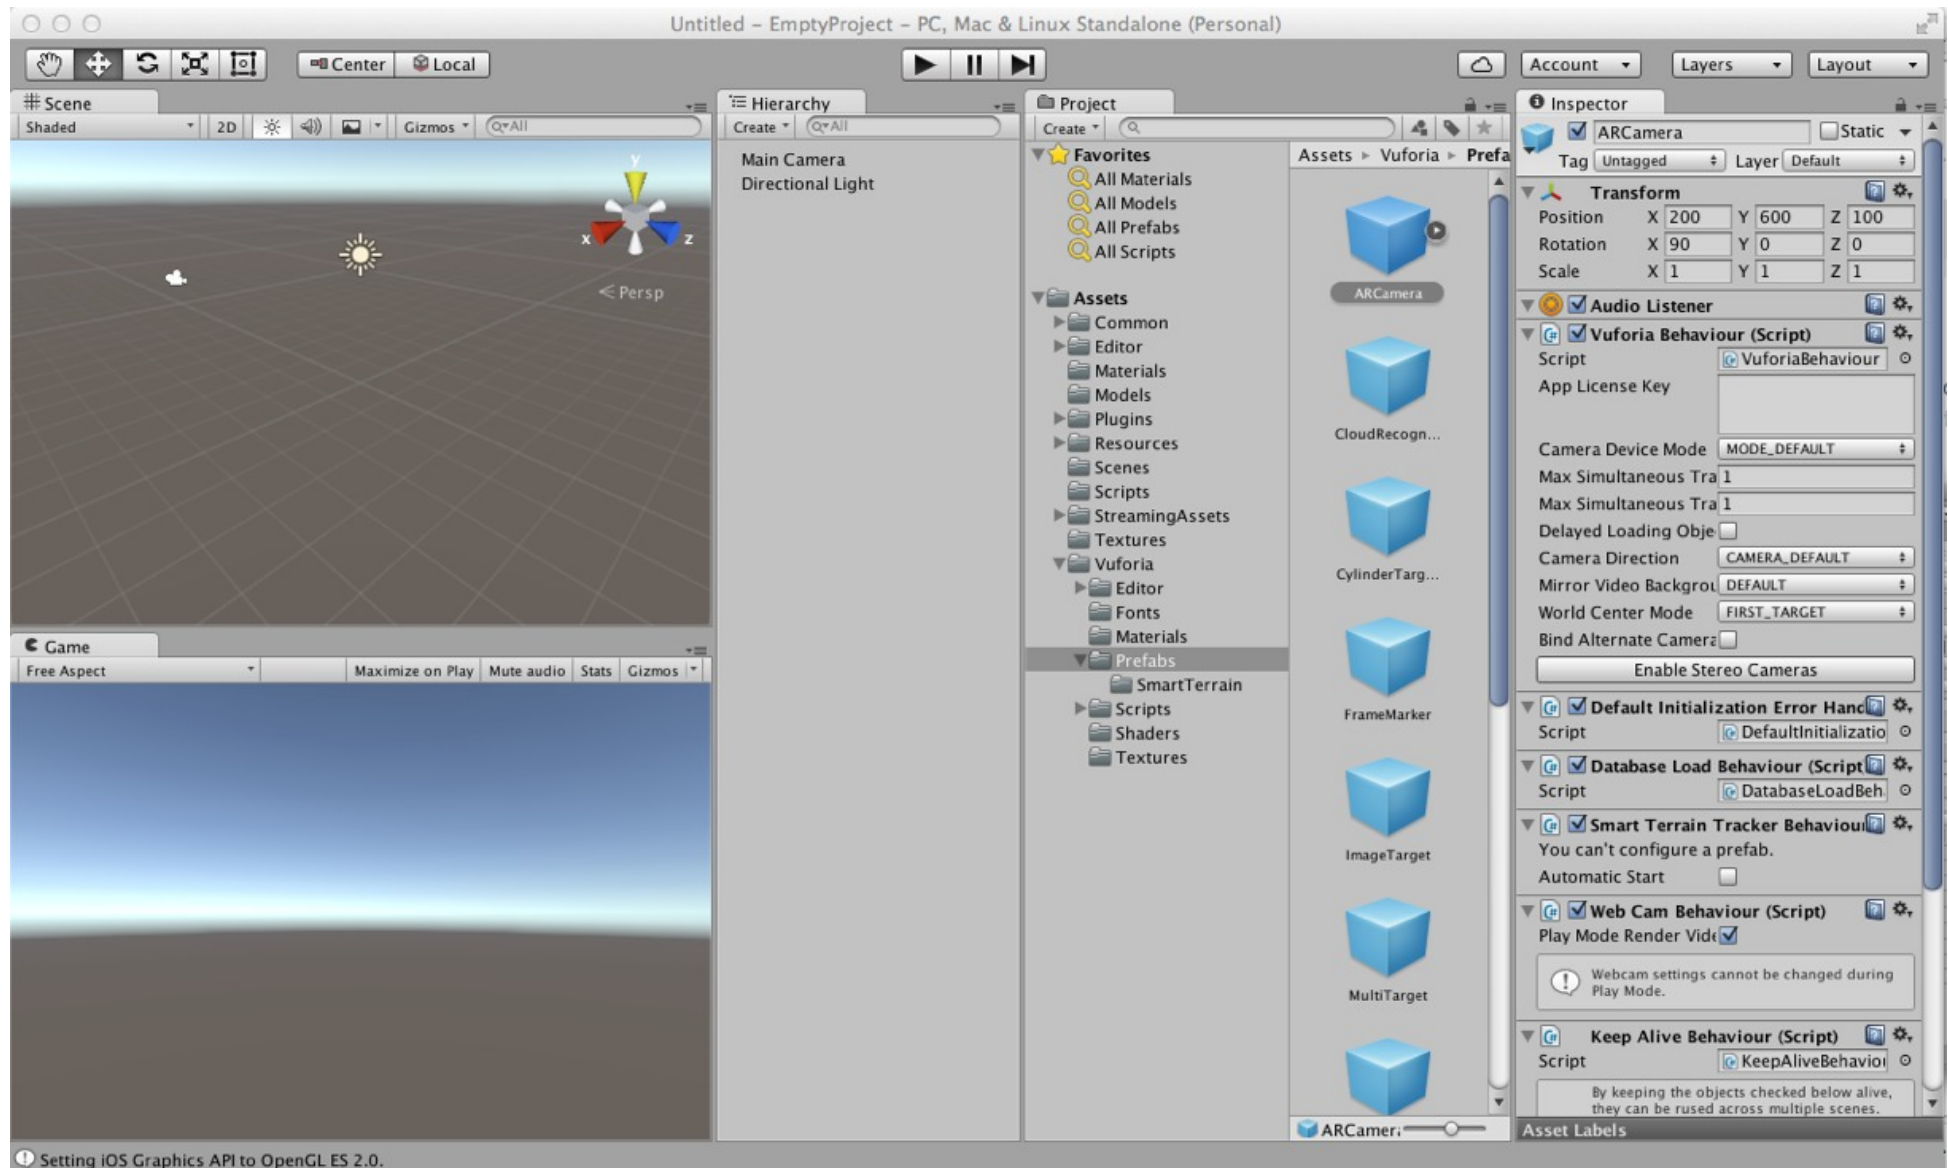 Untitled – EmptyProject – PC, Mac & Linux Standalone (Personal)
Center Local
Account Layers Layout
Scene
Shaded 2D Gizmos All
y
x z
Persp
Game
Free Aspect Maximize on Play Mute audio Stats Gizmos
Hierarchy
Create All
Main Camera
Directional Light
Project
Create
Favorites
All Materials
All Models
All Prefabs
All Scripts
Assets
Common
Editor
Materials
Models
Plugins
Resources
Scenes
Scripts
StreamingAssets
Textures
Vuforia
Editor
Fonts
Materials
Prefabs
SmartTerrain
Scripts
Shaders
Textures
Assets Vuforia Prefa
ARCamera
CloudRecogn...
CylinderTarg...
FrameMarker
ImageTarget
MultiTarget
ARCamera
Inspector
ARCamera Static
Tag Untagged Layer Default
Transform
Position X 200 Y 600 Z 100
Rotation X 90 Y 0 Z 0
Scale X 1 Y 1 Z 1
Audio Listener
Vuforia Behaviour (Script)
Script VuforiaBehaviour
App License Key
Camera Device Mode MODE_DEFAULT
Max Simultaneous Tra 1
Max Simultaneous Tra 1
Delayed Loading Obje
Camera Direction CAMERA_DEFAULT
Mirror Video Backgrou DEFAULT
World Center Mode FIRST_TARGET
Bind Alternate Camera
Enable Stereo Cameras
Default Initialization Error Hand
Script DefaultInitializatio
Database Load Behaviour (Script
Script DatabaseLoadBeh
Smart Terrain Tracker Behaviour
You can't configure a prefab.
Automatic Start
Web Cam Behaviour (Script)
Play Mode Render Vide
Webcam settings cannot be changed during
Play Mode.
Keep Alive Behaviour (Script)
Script KeepAliveBehavior
By keeping the objects checked below alive,
they can be rused across multiple scenes.
Asset Labels
Setting iOS Graphics API to OpenGL ES 2.0.